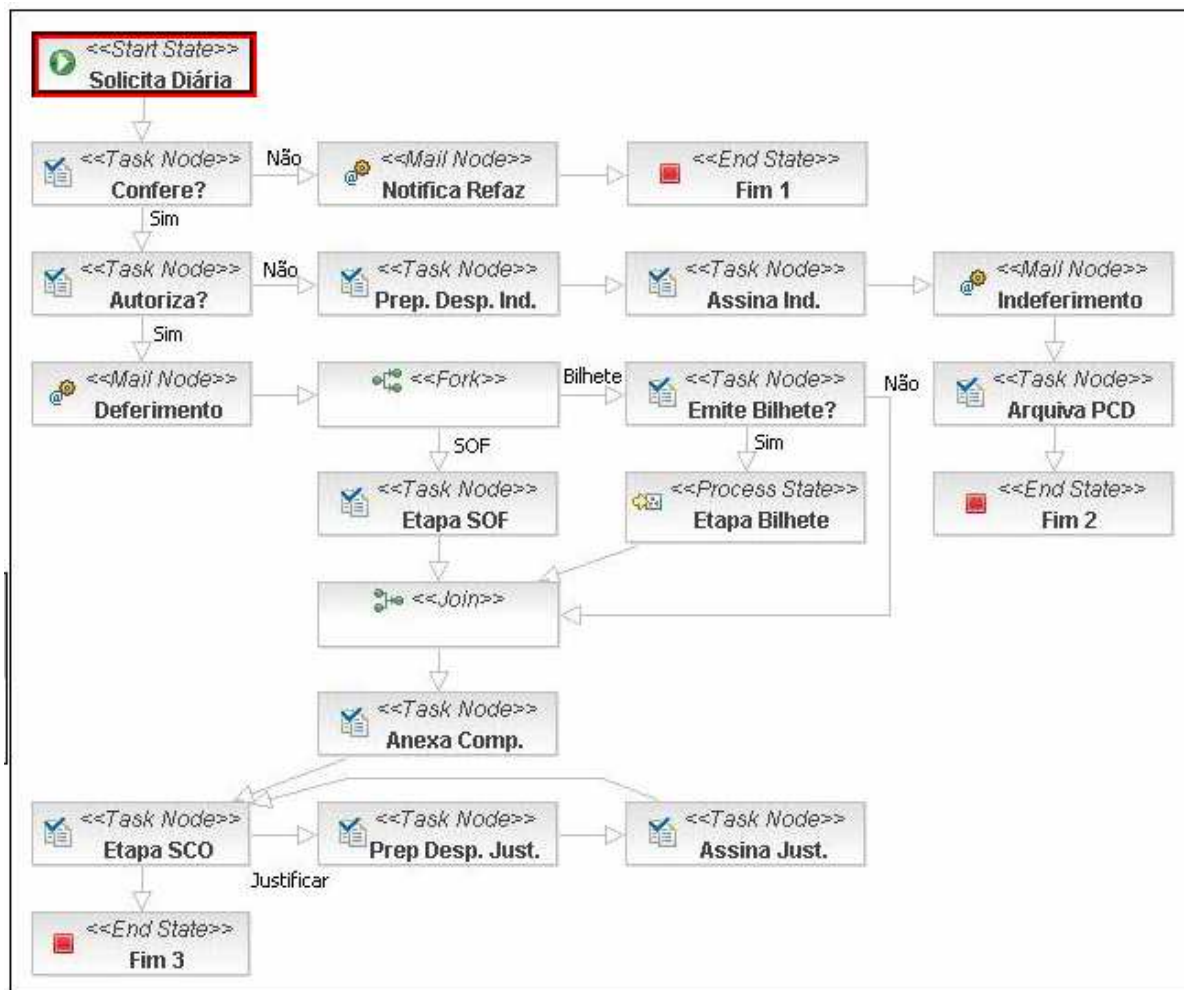 <<Start State>>
Solicita Diária
<<Task Node>>
Confere?
Não
<<Mail Node>>
Notifica Refaz
<<End State>>
Fim 1
Sim
<<Task Node>>
Autoriza?
Não
<<Task Node>>
Prep. Desp. Ind.
<<Task Node>>
Assina Ind.
<<Mail Node>>
Indeferimento
Sim
<<Mail Node>>
Deferimento
<<Fork>>
Bilhete
<<Task Node>>
Emite Bilhete?
Não
<<Task Node>>
Arquiva PCD
SOF
Sim
<<Task Node>>
Etapa SOF
<<Process State>>
Etapa Bilhete
<<End State>>
Fim 2
<<Join>>
<<Task Node>>
Anexa Comp.
<<Task Node>>
Etapa SCO
<<Task Node>>
Prep Desp. Just.
<<Task Node>>
Assina Just.
Justificar
<<End State>>
Fim 3